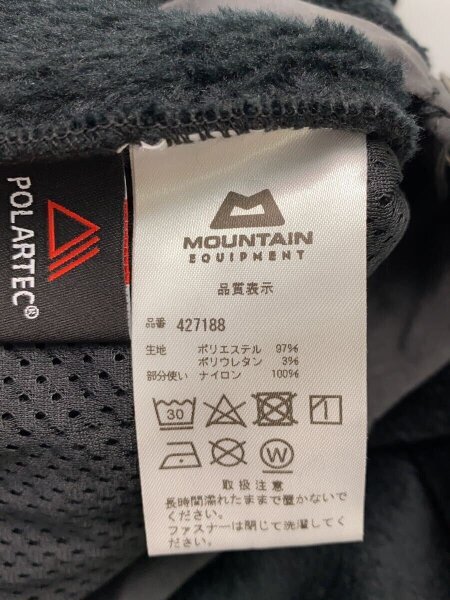 POLARTEC®
MOUNTAIN
EQUIPMENT
品質表示
品番 427188
生地 ポリエステル 97%
ポリウレタン 3%
部分使い ナイロン 100%
30
W
取扱注意
長時間濡れたままで置かないで
ください。
ファスナーは閉じて洗濯してく
ださい。